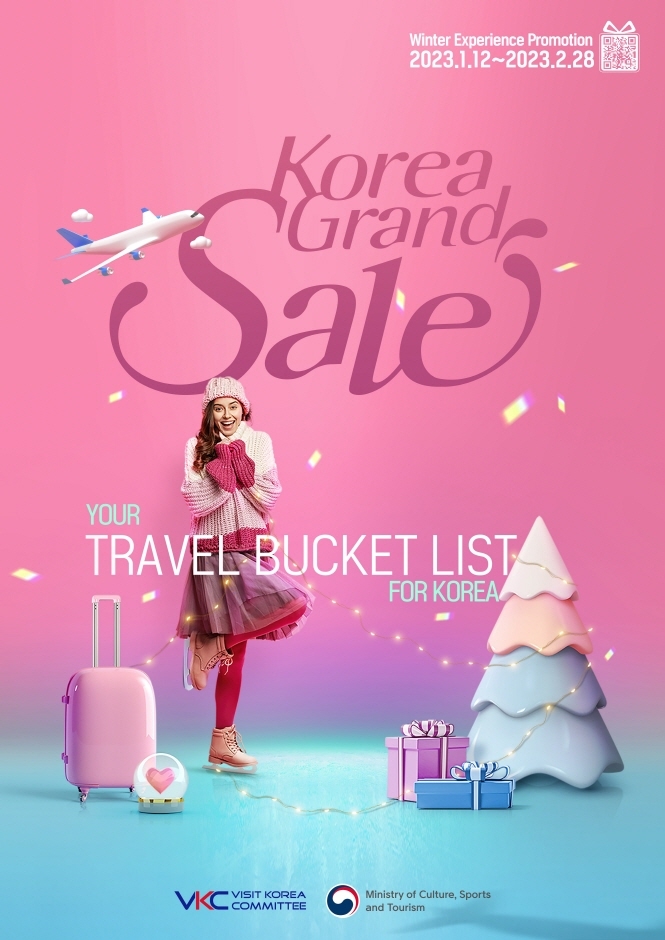 Winter Experience Promotion
2023.1.12~2023.2.28
Korea
Grand
Sale
YOUR
TRAVEL BUCKET LIST
FOR KOREA
VKC VISIT KOREA
COMMITTEE
Ministry of Culture, Sports
and Tourism